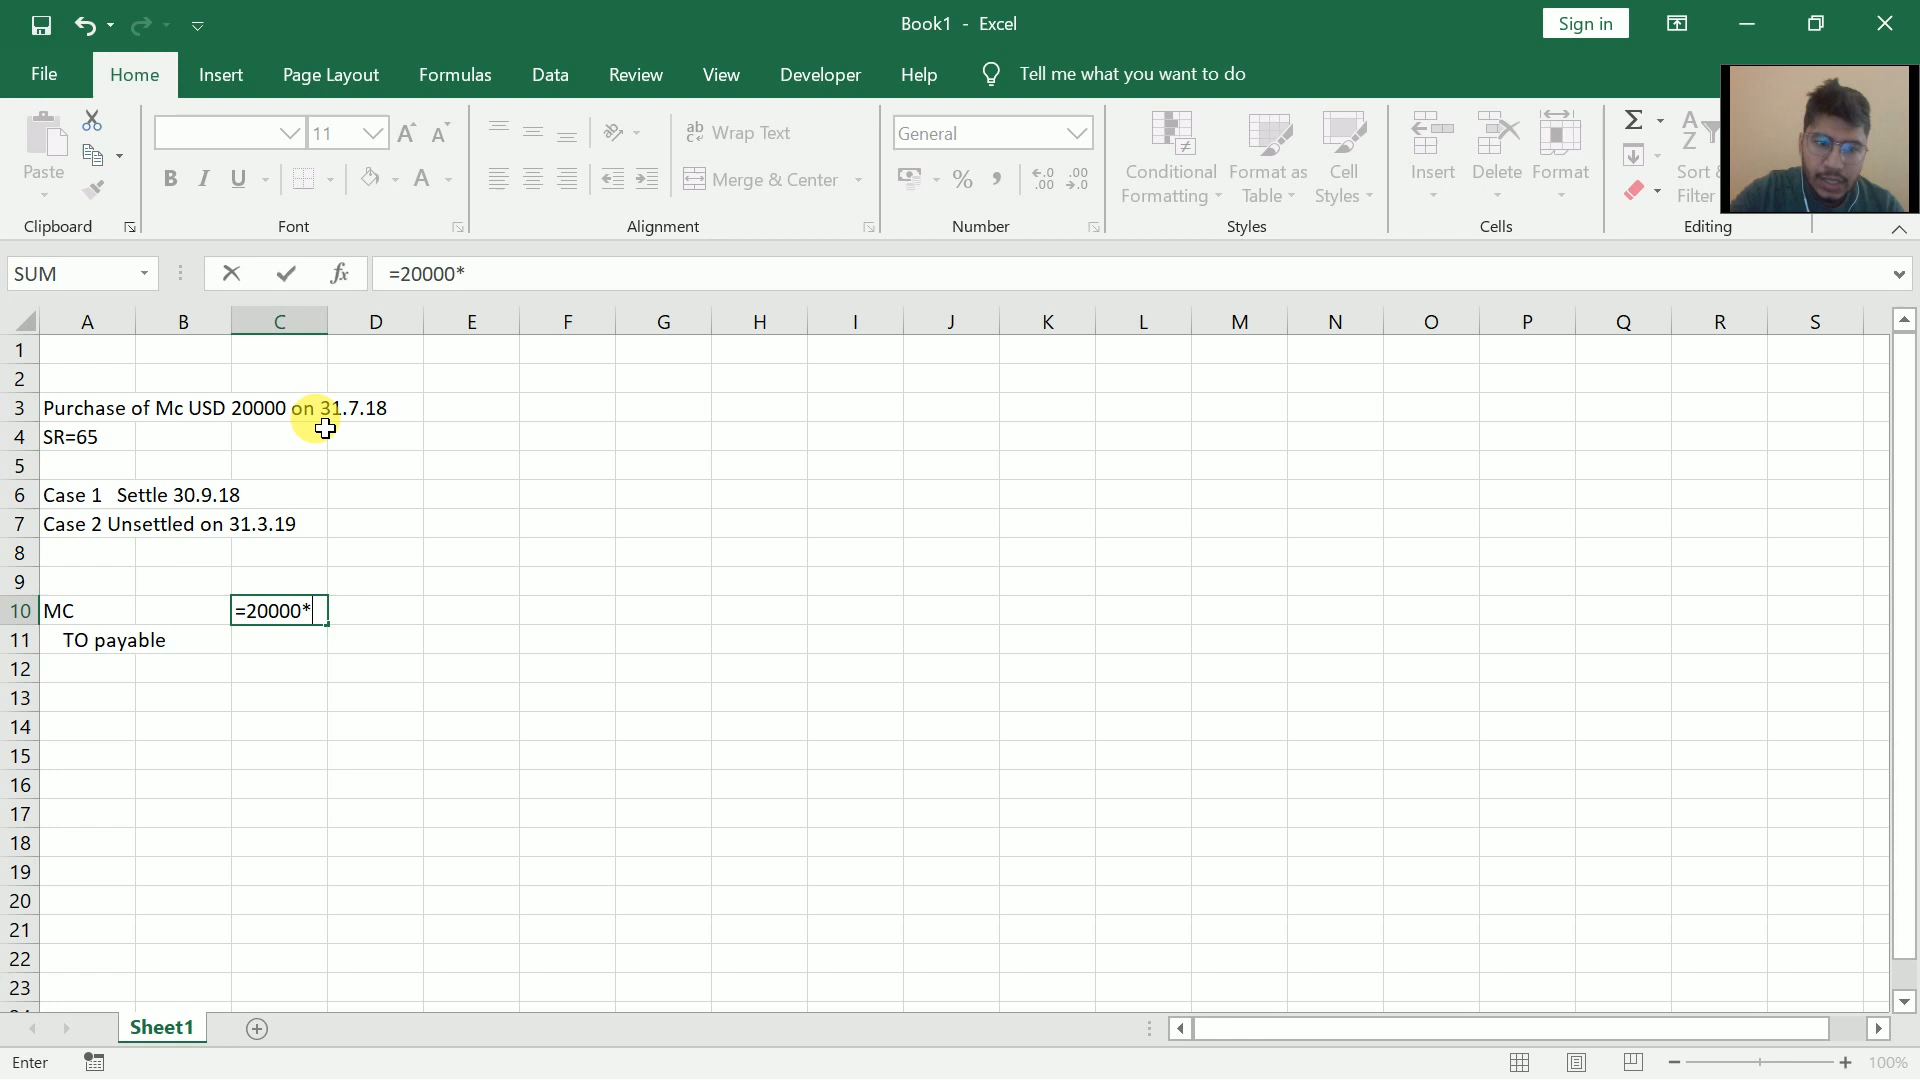 Book1 - Excel
Sign in
File Home Insert Page Layout Formulas Data Review View Developer Help Tell me what you want to do
Paste
11
B I U
ab Wrap Text
Merge & Center
General
Conditional Formatting
Format as Table
Cell Styles
Insert
Delete
Format
Sort
Filter
Clipboard Font Alignment Number Styles Cells Editing
SUM fx =20000*
A B C D E F G H I J K L M N O P Q R S
1
2
3 Purchase of Mc USD 20000 on 31.7.18
4 SR=65
5
6 Case 1 Settle 30.9.18
7 Case 2 Unsettled on 31.3.19
8
9
10 MC =20000*
11 TO payable
12
13
14
15
16
17
18
19
20
21
22
23
Sheet1
Enter 100%